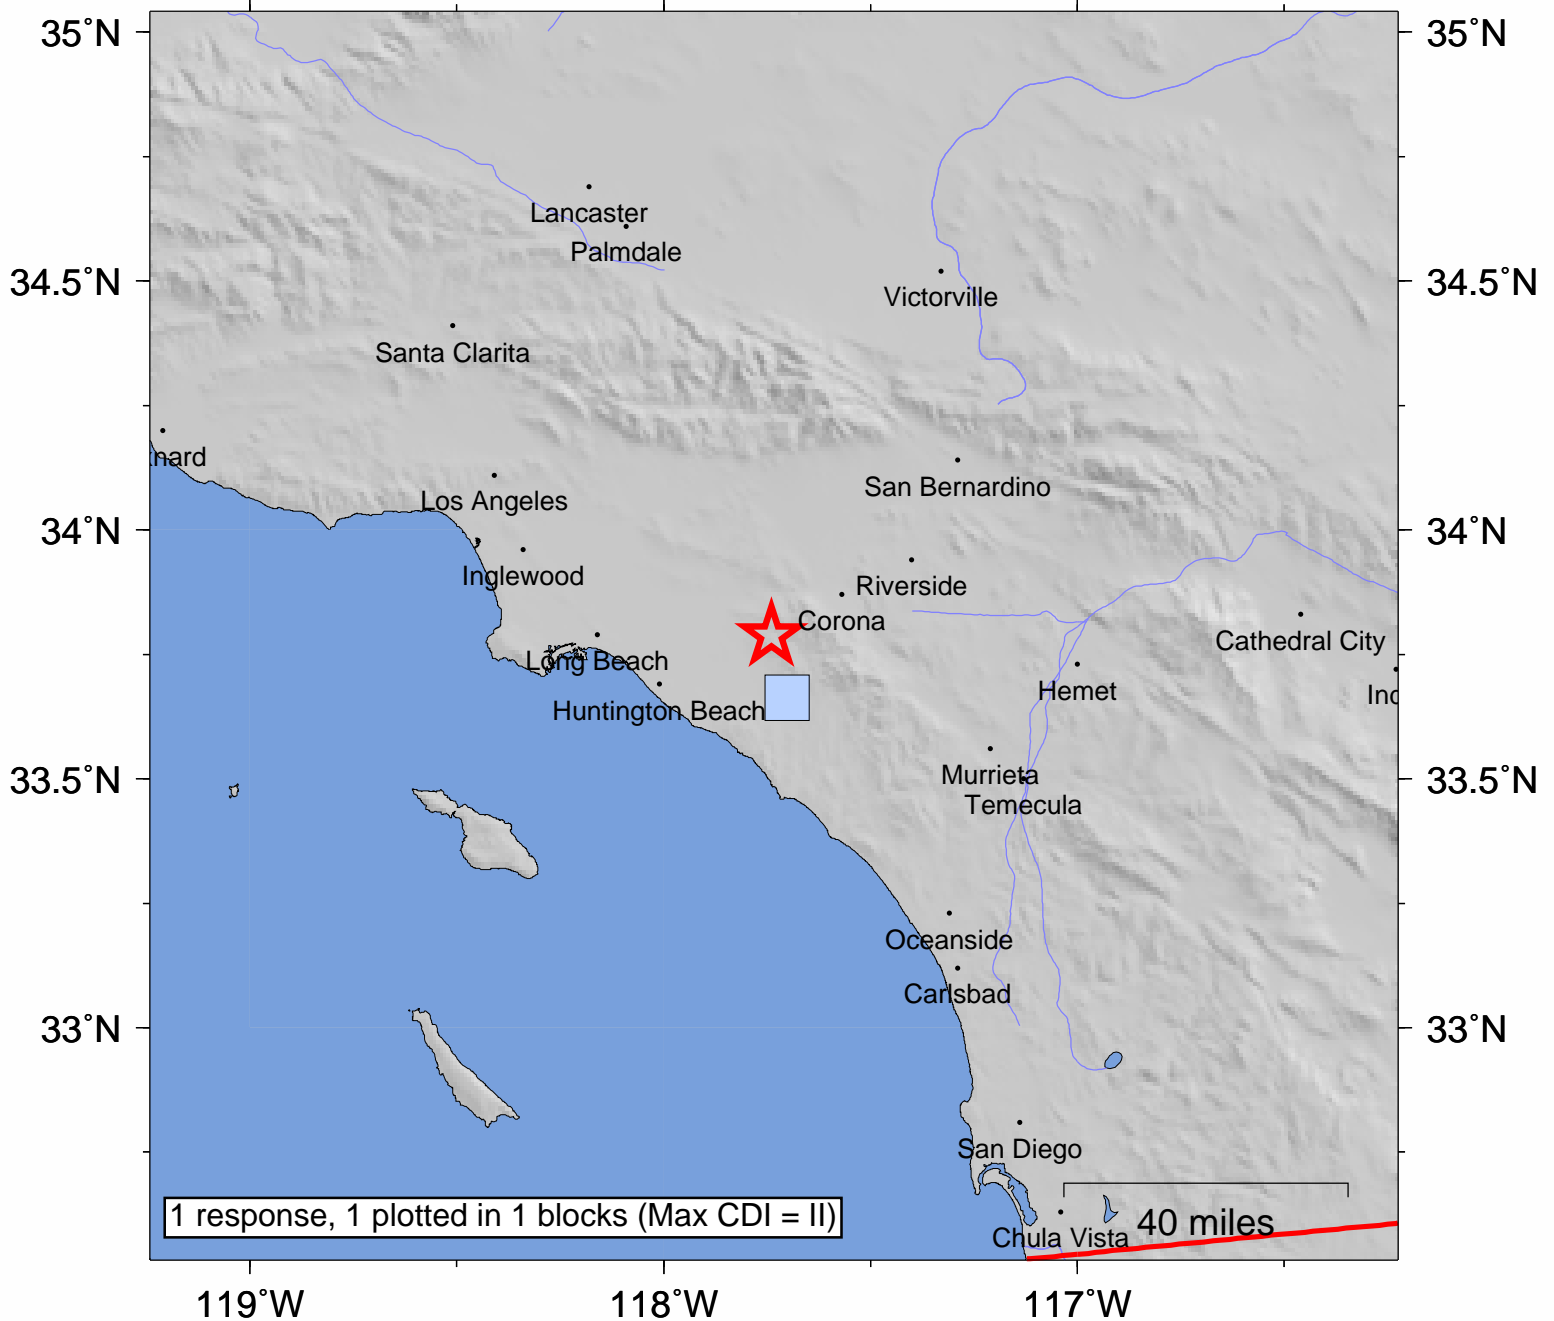 35°N
35°N
Lancaster
Palmdale
34.5°N
34.5°N
Victorville
Santa Clarita
nard
San Bernardino
Los Angeles
34°N
34°N
Inglewood
Riverside
Corona
Cathedral City
Long Beach
Hemet
Ind
Huntington Beach
33.5°N
33.5°N
Murrieta
Temecula
Oceanside
Carlsbad
33°N
33°N
San Diego
1 response, 1 plotted in 1 blocks (Max CDI = II)
40 miles
Chula Vista
119°W
118°W
117°W